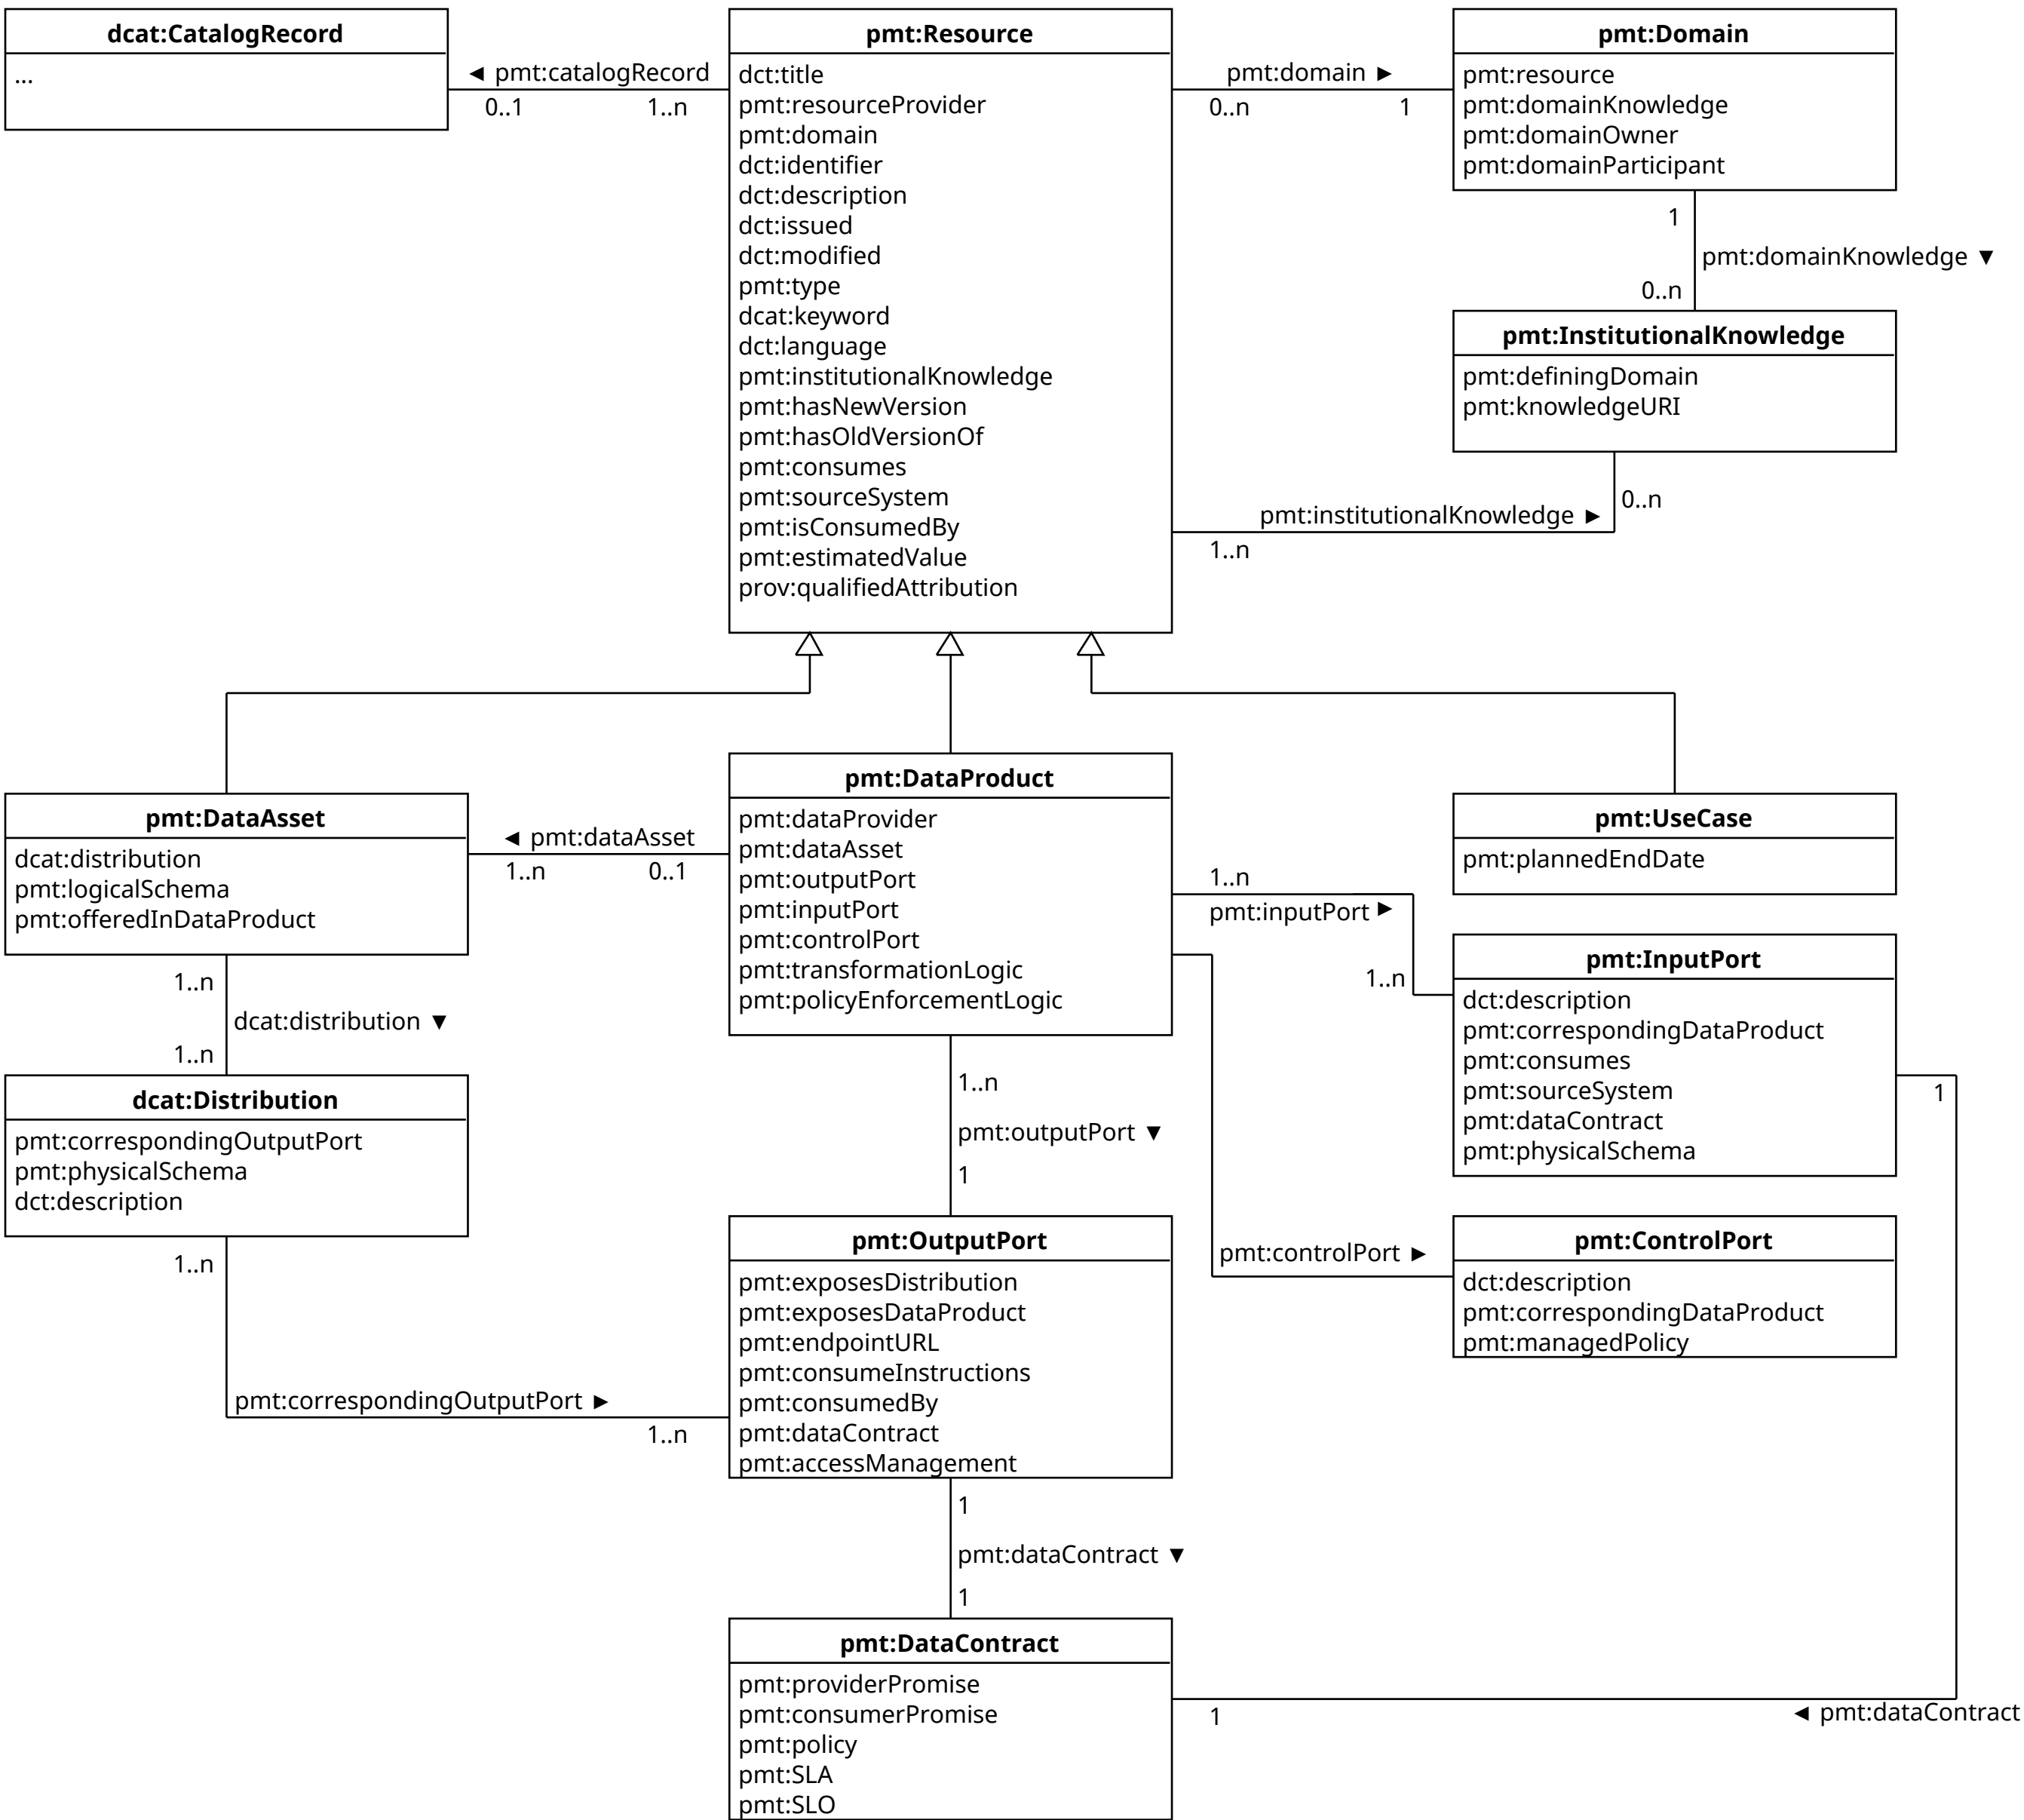 dcat:CatalogRecord
...
◄ pmt:catalogRecord
0..1
1..n
pmt:Resource
dct:title
pmt:resourceProvider
pmt:domain
dct:identifier
dct:description
dct:issued
dct:modified
pmt:type
dcat:keyword
dct:language
pmt:institutionalKnowledge
pmt:hasNewVersion
pmt:hasOldVersionOf
pmt:consumes
pmt:sourceSystem
pmt:isConsumedBy
pmt:estimatedValue
prov:qualifiedAttribution
pmt:domain ►
0..n
1
pmt:Domain
pmt:resource
pmt:domainKnowledge
pmt:domainOwner
pmt:domainParticipant
1
pmt:domainKnowledge ▼
0..n
pmt:InstitutionalKnowledge
pmt:definingDomain
pmt:knowledgeURI
0..n
pmt:institutionalKnowledge ►
1..n
pmt:DataAsset
dcat:distribution
pmt:logicalSchema
pmt:offeredInDataProduct
◄ pmt:dataAsset
1..n
0..1
pmt:DataProduct
pmt:dataProvider
pmt:dataAsset
pmt:outputPort
pmt:inputPort
pmt:controlPort
pmt:transformationLogic
pmt:policyEnforcementLogic
pmt:UseCase
pmt:plannedEndDate
1..n
pmt:inputPort ►
1..n
pmt:InputPort
dct:description
pmt:correspondingDataProduct
pmt:consumes
pmt:sourceSystem
pmt:dataContract
pmt:physicalSchema
1
1..n
dcat:distribution ▼
1..n
dcat:Distribution
pmt:correspondingOutputPort
pmt:physicalSchema
dct:description
1..n
pmt:outputPort ▼
1
pmt:OutputPort
pmt:exposesDistribution
pmt:exposesDataProduct
pmt:endpointURL
pmt:consumeInstructions
pmt:consumedBy
pmt:dataContract
pmt:accessManagement
pmt:controlPort ►
pmt:ControlPort
dct:description
pmt:correspondingDataProduct
pmt:managedPolicy
1..n
pmt:correspondingOutputPort ►
1..n
1
pmt:dataContract ▼
1
pmt:DataContract
pmt:providerPromise
pmt:consumerPromise
pmt:policy
pmt:SLA
pmt:SLO
1
◄ pmt:dataContract